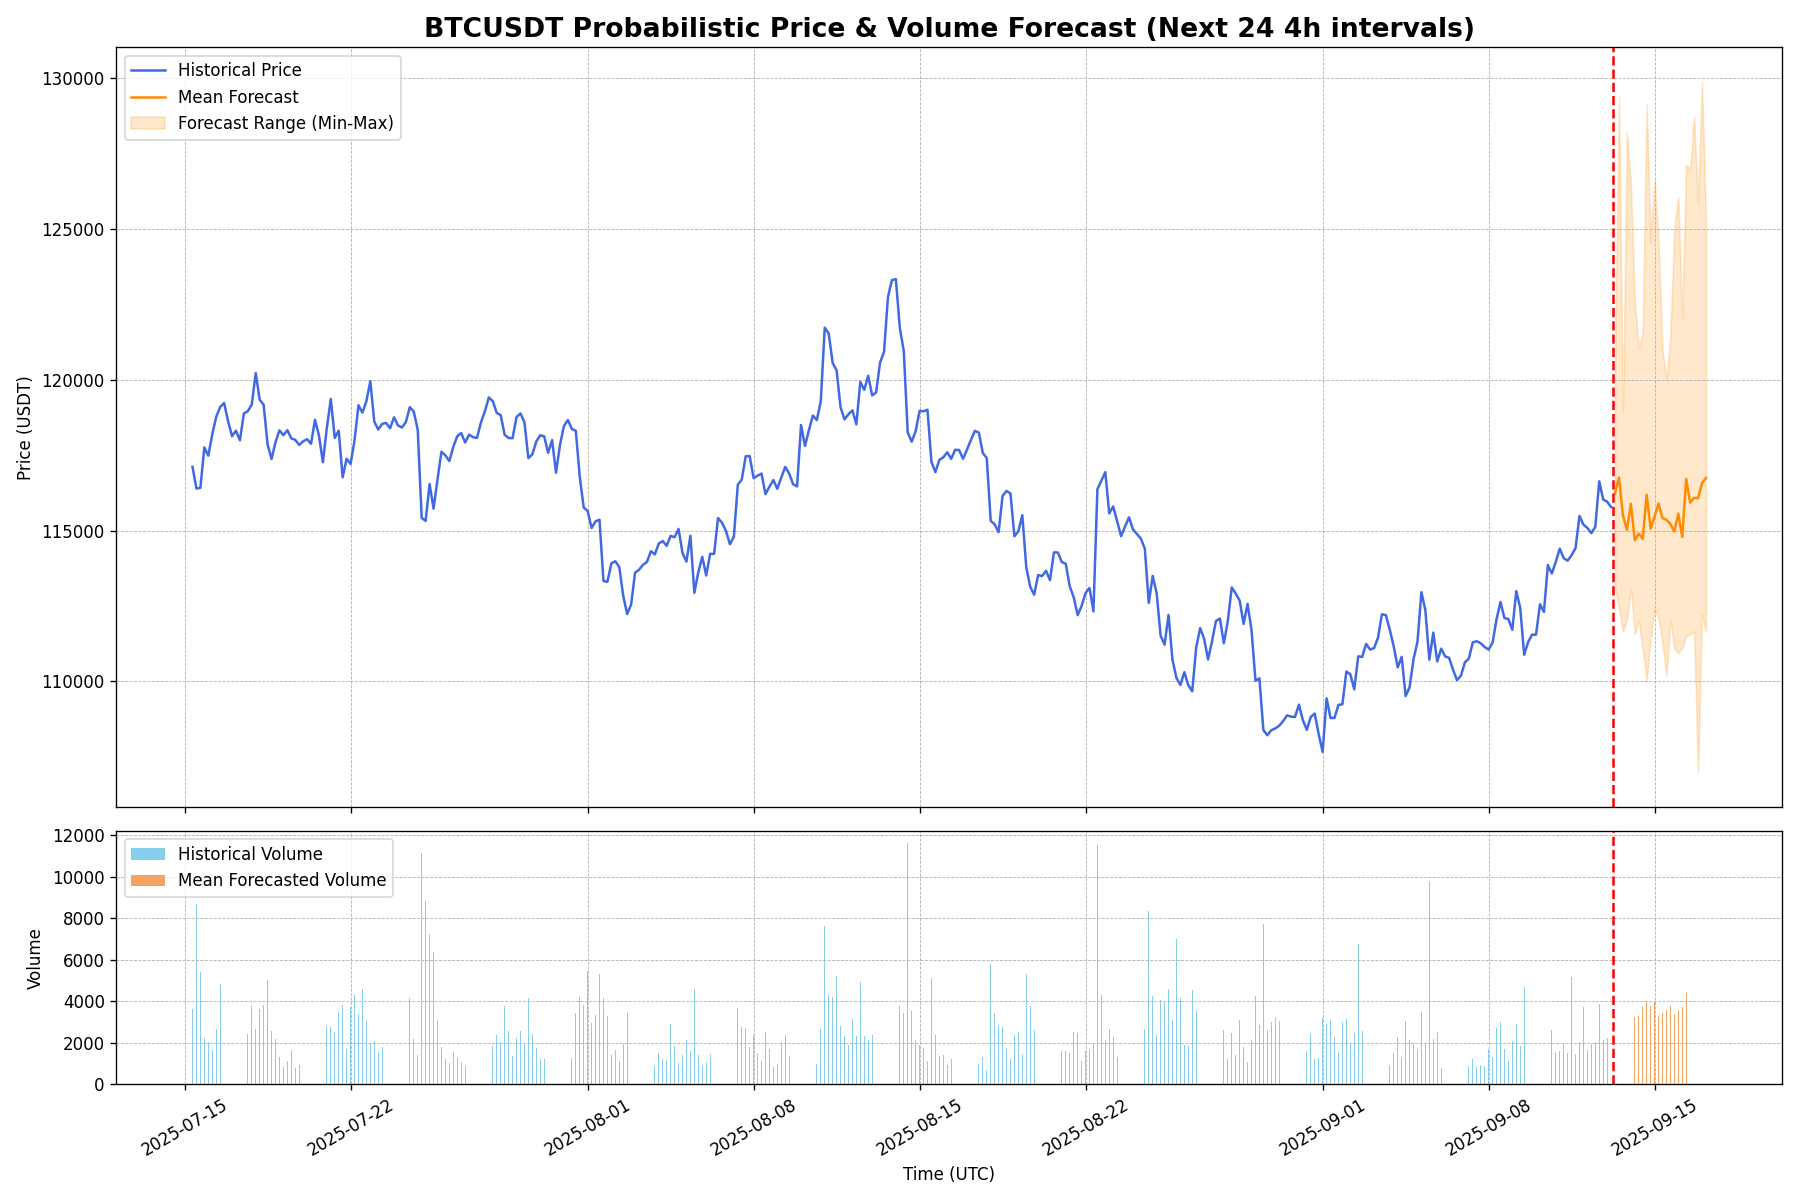 BTCUSDT Probabilistic Price & Volume Forecast (Next 24 4h intervals)
Historical Price
Mean Forecast
Forecast Range (Min-Max)
130000
125000
120000
115000
110000
Price (USDT)
Historical Volume
Mean Forecasted Volume
12000
10000
8000
6000
4000
2000
0
Volume
2025-07-15
2025-07-22
2025-08-01
2025-08-08
2025-08-15
2025-08-22
2025-09-01
2025-09-08
2025-09-15
Time (UTC)